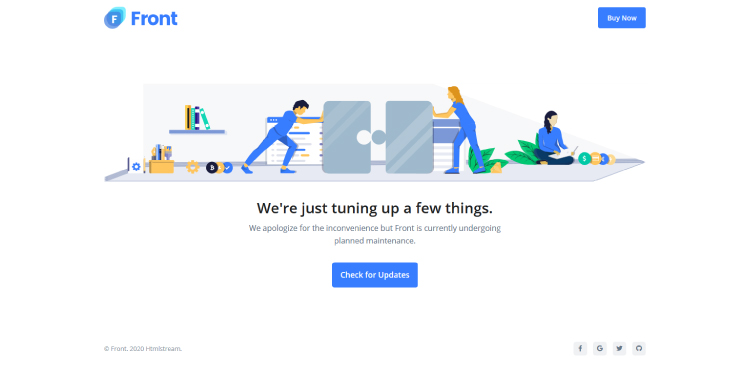 Front
Buy Now
We're just tuning up a few things.
We apologize for the inconvenience but Front is currently undergoing
planned maintenance.
Check for Updates
© Front. 2020 Htmlstream.